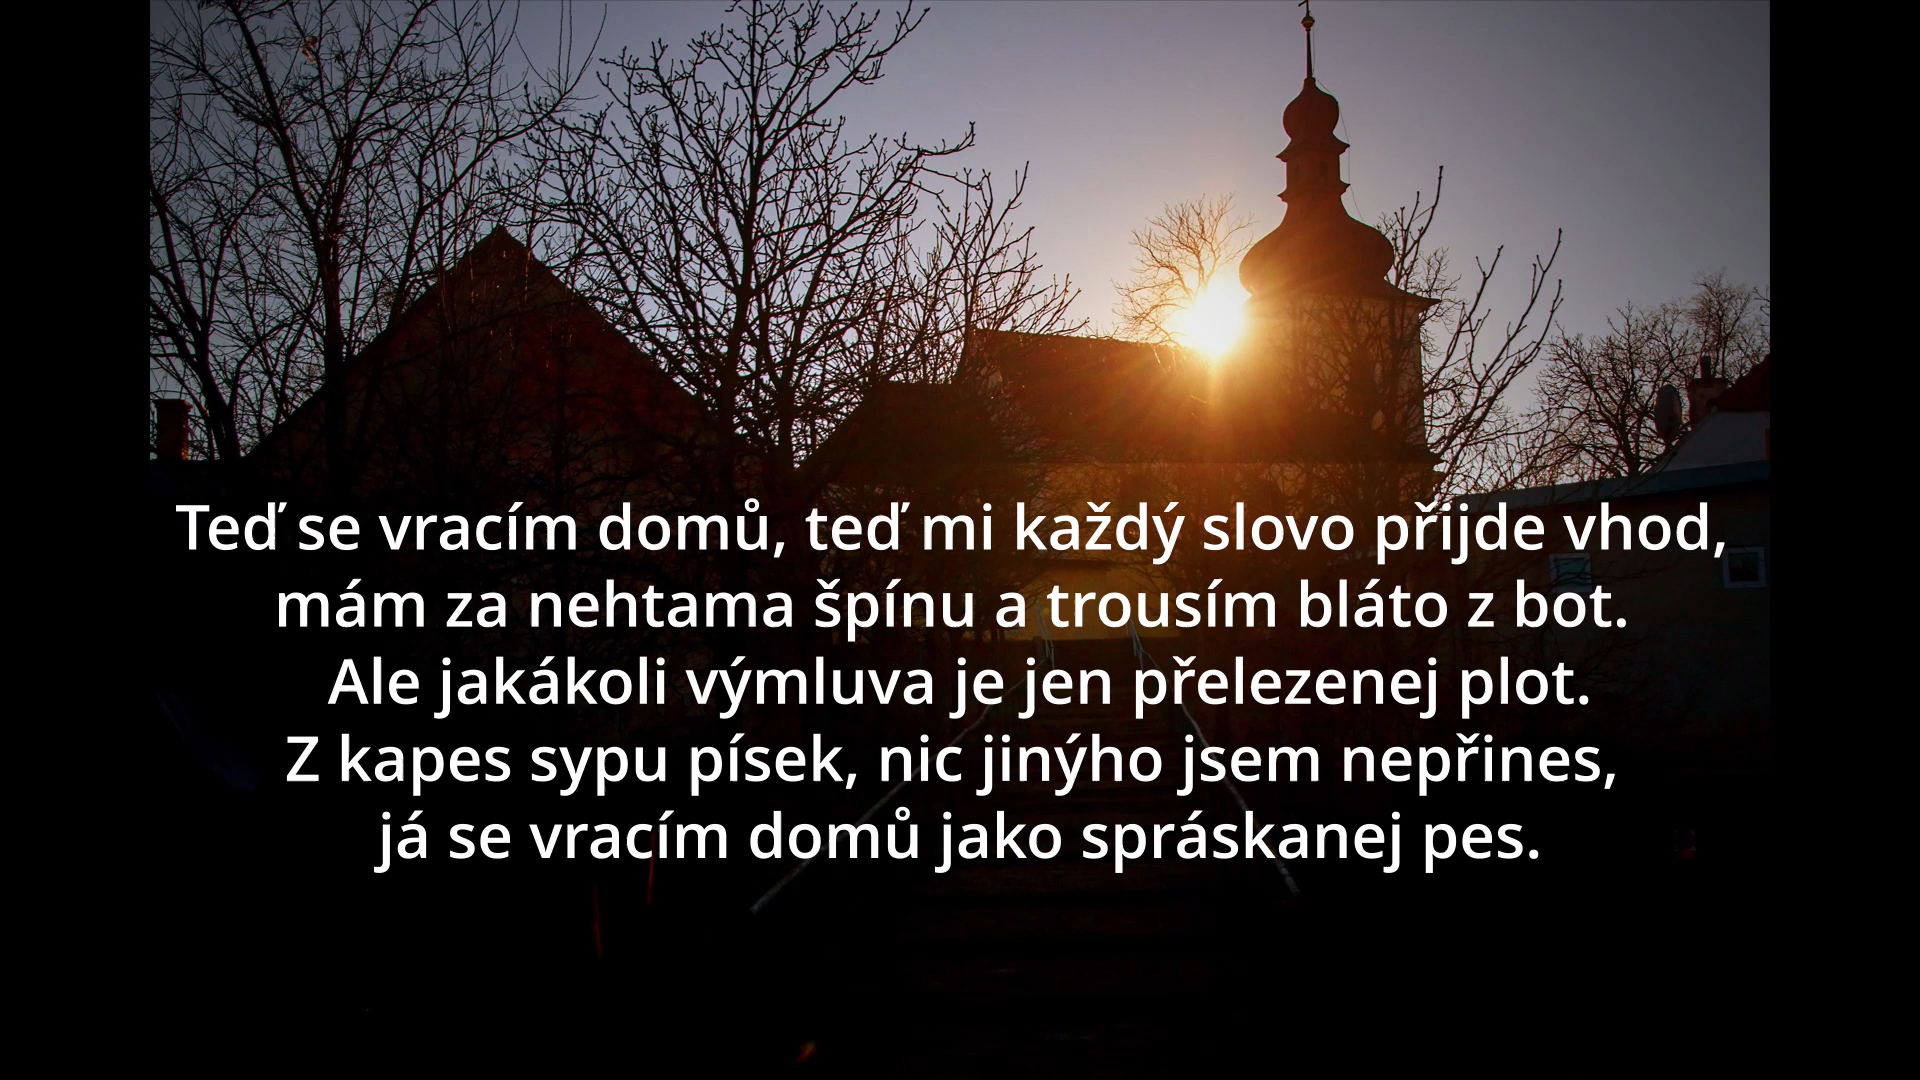 Teď se vracím domů, teď mi každý slovo přijde vhod,
mám za nehtama špínu a trousím bláto z bot.
Ale jakákoli výmluva je jen přelezenej plot.
Z kapes sypu písek, nic jinýho jsem nepřines,
já se vracím domů jako spráskanej pes.